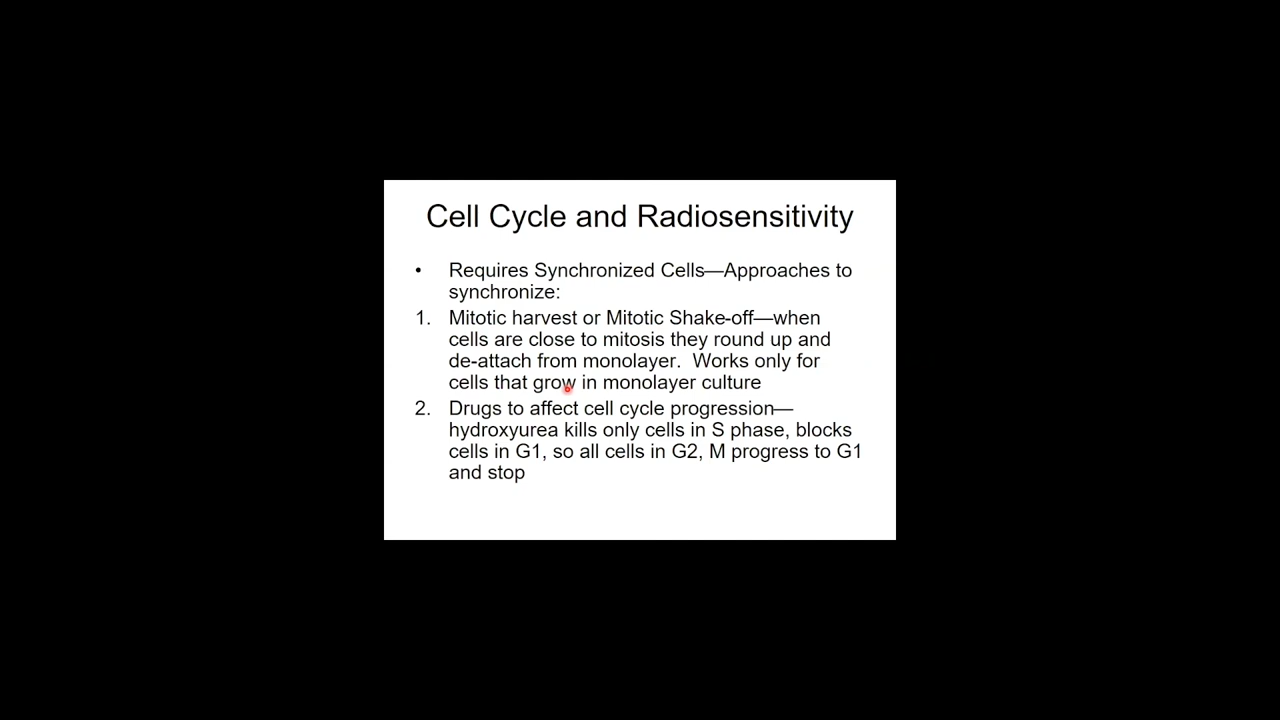 Cell Cycle and Radiosensitivity
• Requires Synchronized Cells—Approaches to
synchronize:
1. Mitotic harvest or Mitotic Shake-off—when
cells are close to mitosis they round up and
de-attach from monolayer.  Works only for
cells that grow in monolayer culture
2. Drugs to affect cell cycle progression—
hydroxyurea kills only cells in S phase, blocks
cells in G1, so all cells in G2, M progress to G1
and stop